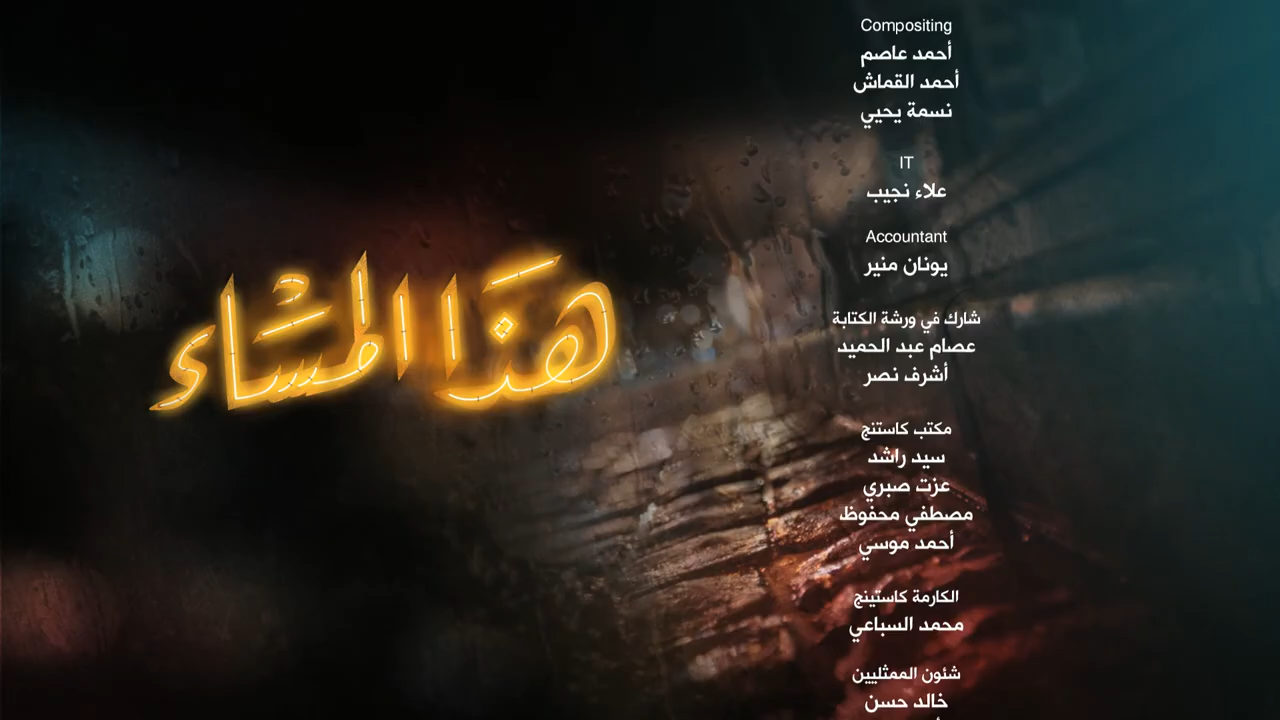 هَذَا المَسَاء
Compositing
أحمد عاصم
أحمد القماش
نسمة يحيي
IT
علاء نجيب
Accountant
يونان منير
شارك في ورشة الكتابة
عصام عبد الحميد
أشرف نصر
مكتب كاستنج
سيد راشد
عزت صبري
مصطفي محفوظ
أحمد موسي
الكارمة كاستينج
محمد السباعي
شئون الممثليين
خالد حسن